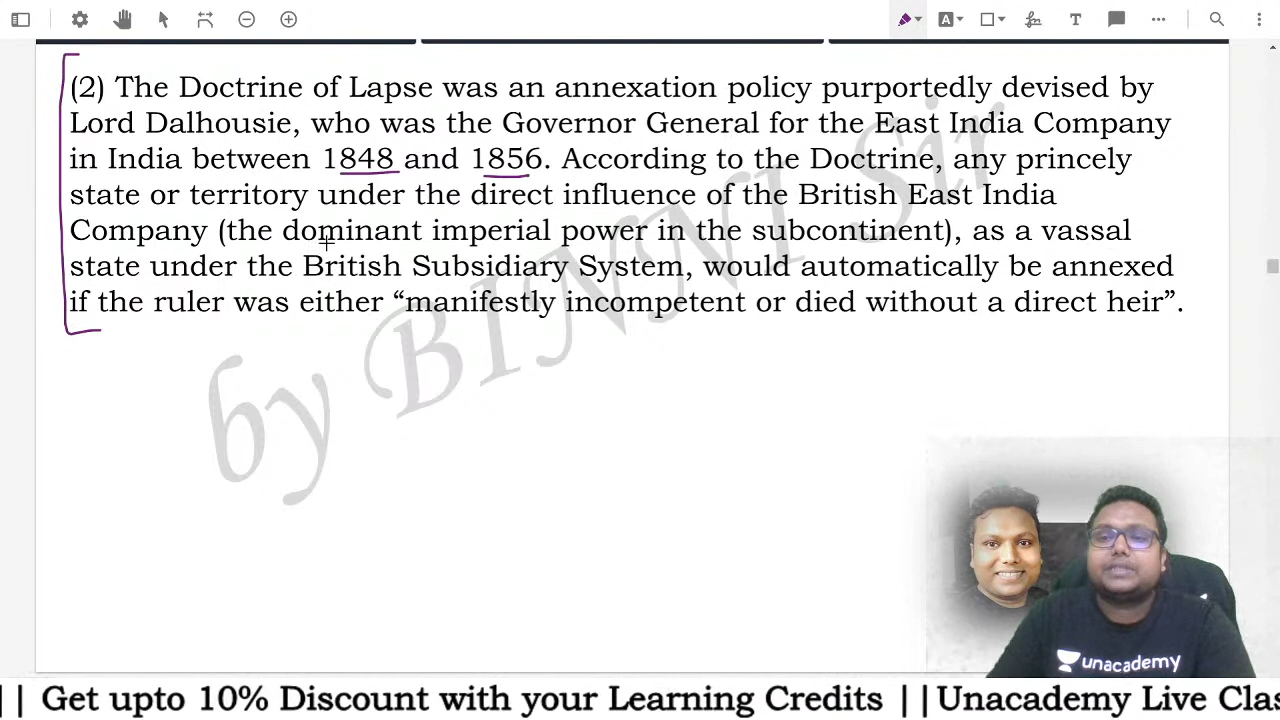 (2) The Doctrine of Lapse was an annexation policy purportedly devised by
Lord Dalhousie, who was the Governor General for the East India Company
in India between 1848 and 1856. According to the Doctrine, any princely
state or territory under the direct influence of the British East India
Company (the dominant imperial power in the subcontinent), as a vassal
state under the British Subsidiary System, would automatically be annexed
if the ruler was either “manifestly incompetent or died without a direct heir”.
by BINNI Sir
unacademy
|| Get upto 10% Discount with your Learning Credits ||Unacademy Live Clas